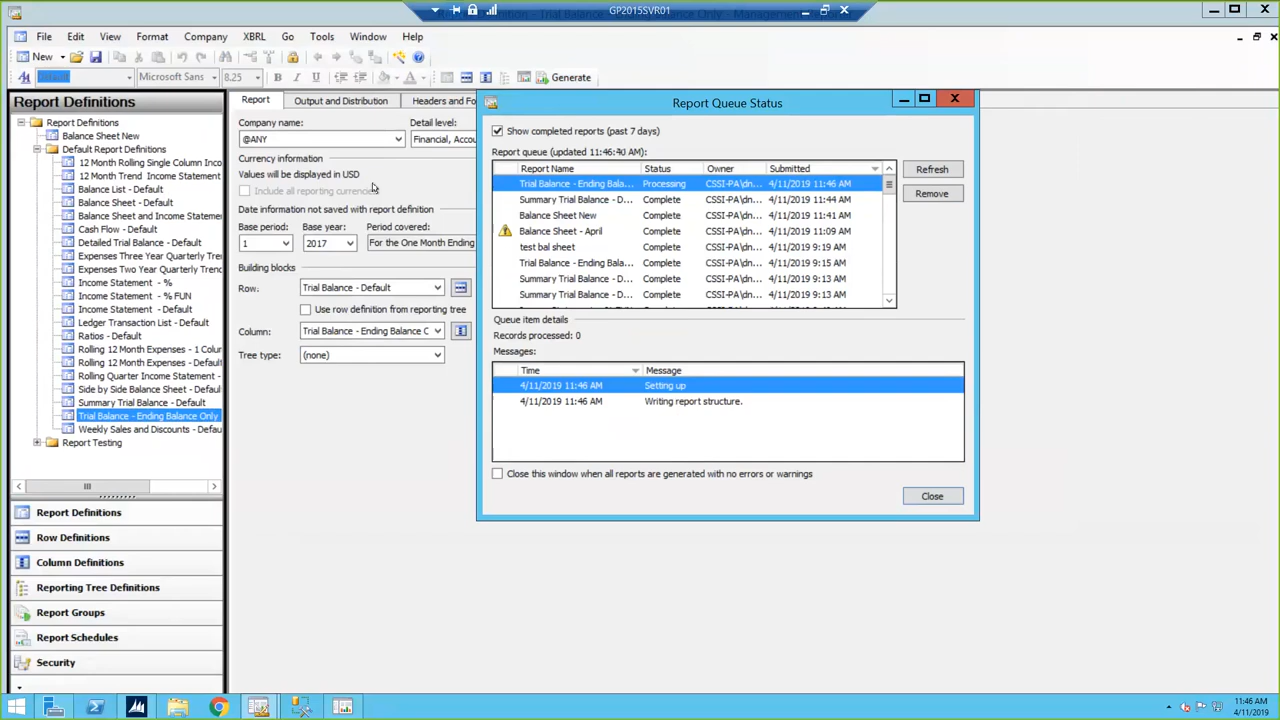 GP2015SVR01
Definition - Trial Balance - Ending Balance Only - Management
File Edit View Format Company XBRL Go Tools Window Help
New
Default Microsoft Sans 8.25 B I U A Generate
Report Definitions
Report Definitions
Balance Sheet New
Default Report Definitions
12 Month Rolling Single Column Inco
12 Month Trend Income Statement
Balance List - Default
Balance Sheet - Default
Balance Sheet and Income Statement
Cash Flow - Default
Detailed Trial Balance - Default
Expenses Three Year Quarterly Trend
Expenses Two Year Quarterly Trend
Income Statement - %
Income Statement - % FUN
Income Statement - Default
Ledger Transaction List - Default
Ratios - Default
Rolling 12 Month Expenses - 1 Colum
Rolling 12 Month Expenses - Default
Rolling Quarter Income Statement - D
Side by Side Balance Sheet - Default
Summary Trial Balance - Default
Trial Balance - Ending Balance Only
Weekly Sales and Discounts - Defau
Report Testing
Report Definitions
Row Definitions
Column Definitions
Reporting Tree Definitions
Report Groups
Report Schedules
Security
Report Output and Distribution Headers and Fo
Company name: Detail level:
@ANY Financial, Accou
Currency information
Values will be displayed in USD
Include all reporting currencies
Date information not saved with report definition
Base period: Base year: Period covered:
1 2017 For the One Month Ending
Building blocks
Row: Trial Balance - Default
Use row definition from reporting tree
Column: Trial Balance - Ending Balance C
Tree type: (none)
Report Queue Status
Show completed reports (past 7 days)
Report queue (updated 11:46:40 AM):
Report Name Status Owner Submitted
Trial Balance - Ending Bala... Processing CSSI-PA\dn... 4/11/2019 11:46 AM
Summary Trial Balance - D... Complete CSSI-PA\dn... 4/11/2019 11:44 AM
Balance Sheet New Complete CSSI-PA\dn... 4/11/2019 11:41 AM
Balance Sheet - April Complete CSSI-PA\dn... 4/11/2019 11:09 AM
test bal sheet Complete CSSI-PA\dn... 4/11/2019 9:19 AM
Trial Balance - Ending Bala... Complete CSSI-PA\dn... 4/11/2019 9:15 AM
Summary Trial Balance - D... Complete CSSI-PA\dn... 4/11/2019 9:13 AM
Summary Trial Balance - D... Complete CSSI-PA\dn... 4/11/2019 9:13 AM
Refresh
Remove
Queue item details
Records processed: 0
Messages:
Time Message
4/11/2019 11:46 AM Setting up
4/11/2019 11:46 AM Writing report structure.
Close this window when all reports are generated with no errors or warnings
Close
11:46 AM
4/11/2019